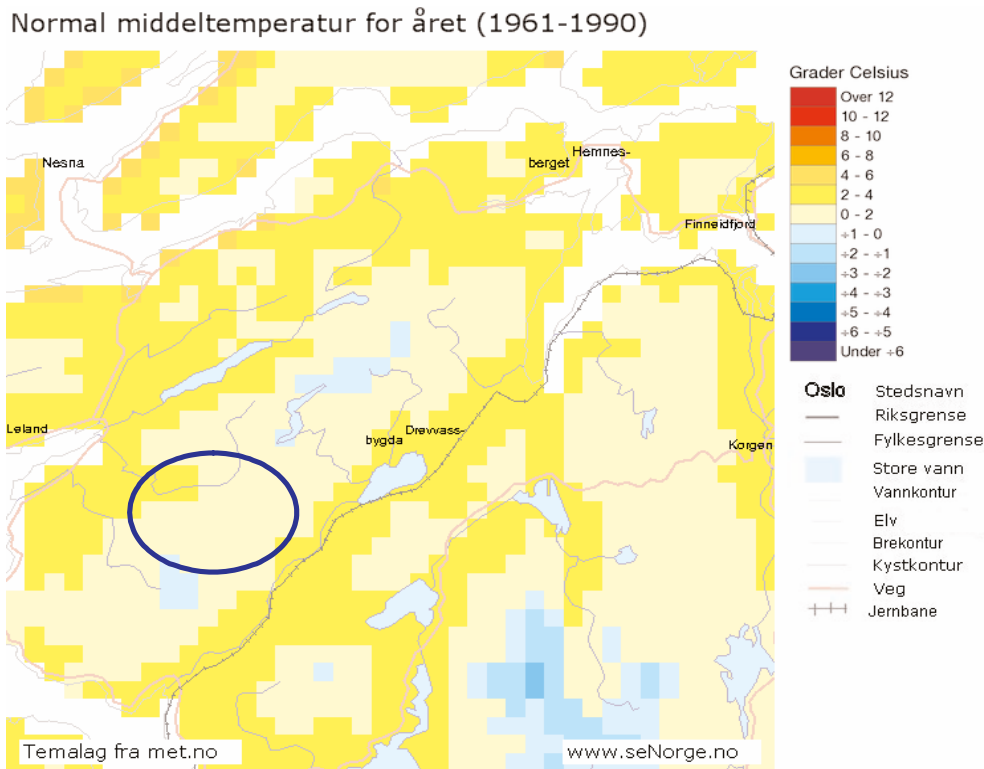 Normal middeltemperatur for året (1961-1990)
Grader Celsius
Over 12
10 - 12
8 - 10
6 - 8
4 - 6
2 - 4
0 - 2
÷1 - 0
÷2 - ÷1
÷3 - ÷2
÷4 - ÷3
÷5 - ÷4
÷6 - ÷5
Under ÷6
Oslo Stedsnavn
Riksgrense
Fylkesgrense
Store vann
Vannkontur
Elv
Brekontur
Kystkontur
Veg
Jernbane
Nesna
Hemnes-
berget
Finneidfjord
Leland
Drevvass-
bygda
Korgen
Temalag fra met.no
www.seNorge.no